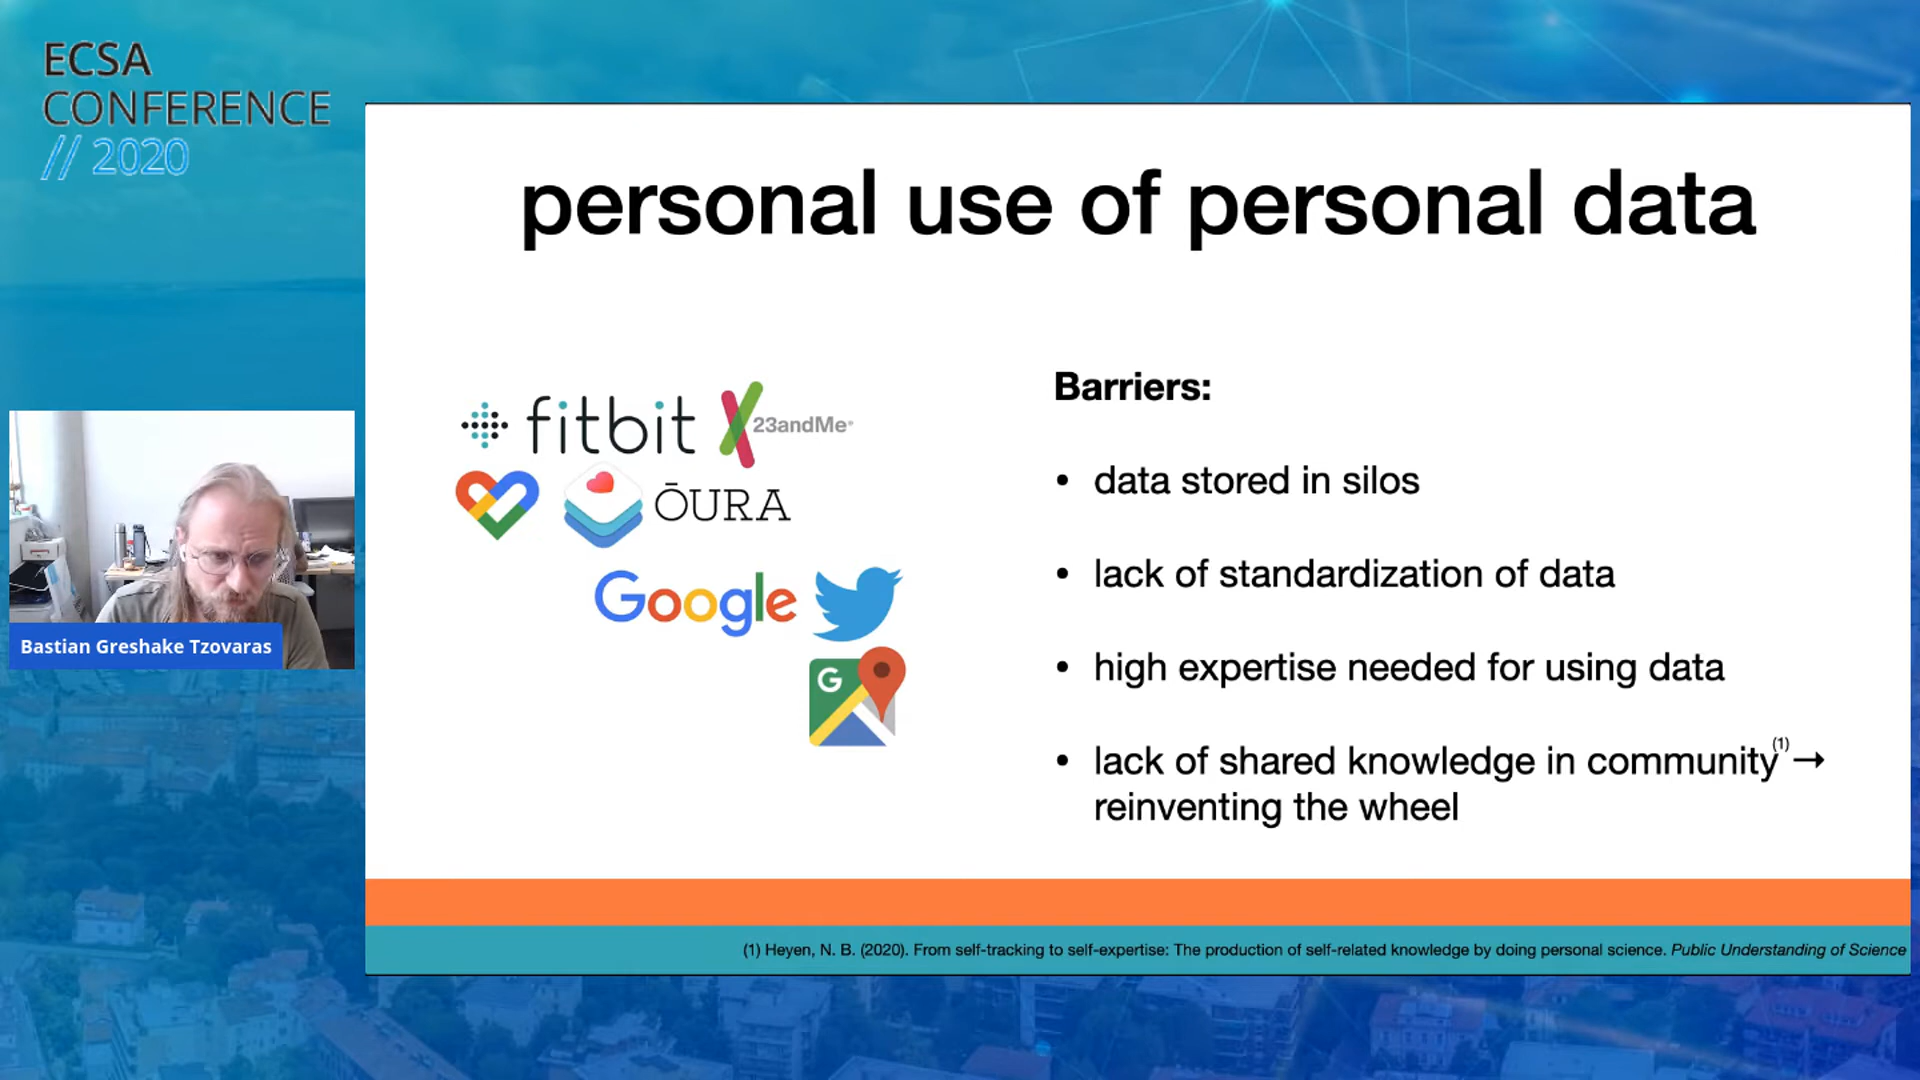 ECSA
CONFERENCE
// 2020
personal use of personal data
fitbit
23andMe®
ŌURA
Google
G
Barriers:
• data stored in silos
• lack of standardization of data
• high expertise needed for using data
• lack of shared knowledge in community (1) →
reinventing the wheel
Bastian Greshake Tzovaras
(1) Heyen, N. B. (2020). From self-tracking to self-expertise: The production of self-related knowledge by doing personal science. Public Understanding of Science